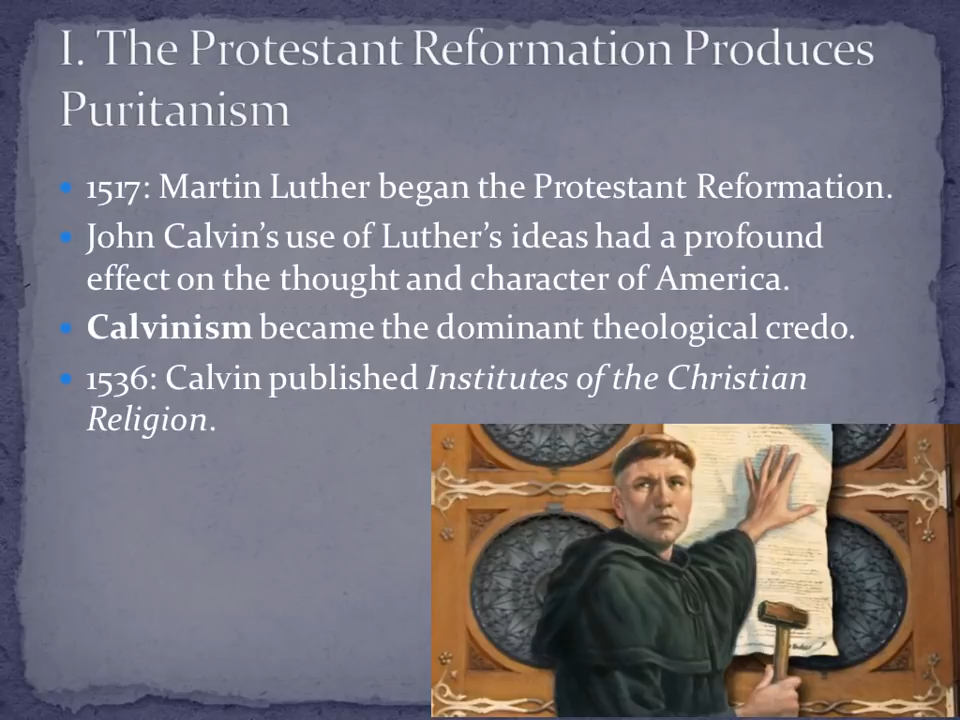 I. The Protestant Reformation Produces
Puritanism
• 1517: Martin Luther began the Protestant Reformation.
• John Calvin’s use of Luther’s ideas had a profound
effect on the thought and character of America.
• Calvinism became the dominant theological credo.
• 1536: Calvin published Institutes of the Christian
Religion.